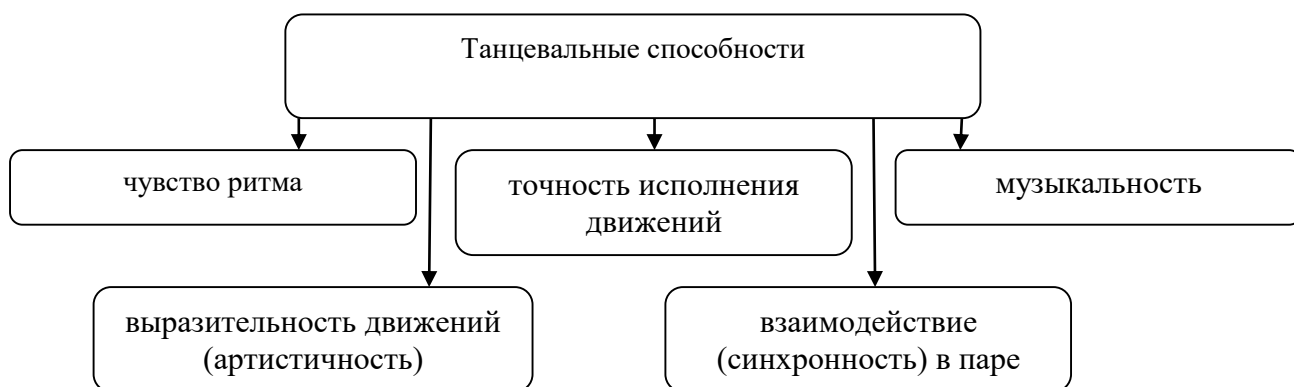 Танцевальные способности
чувство ритма
точность исполнения
движений
музыкальность
выразительность движений
(артистичность)
взаимодействие
(синхронность) в паре